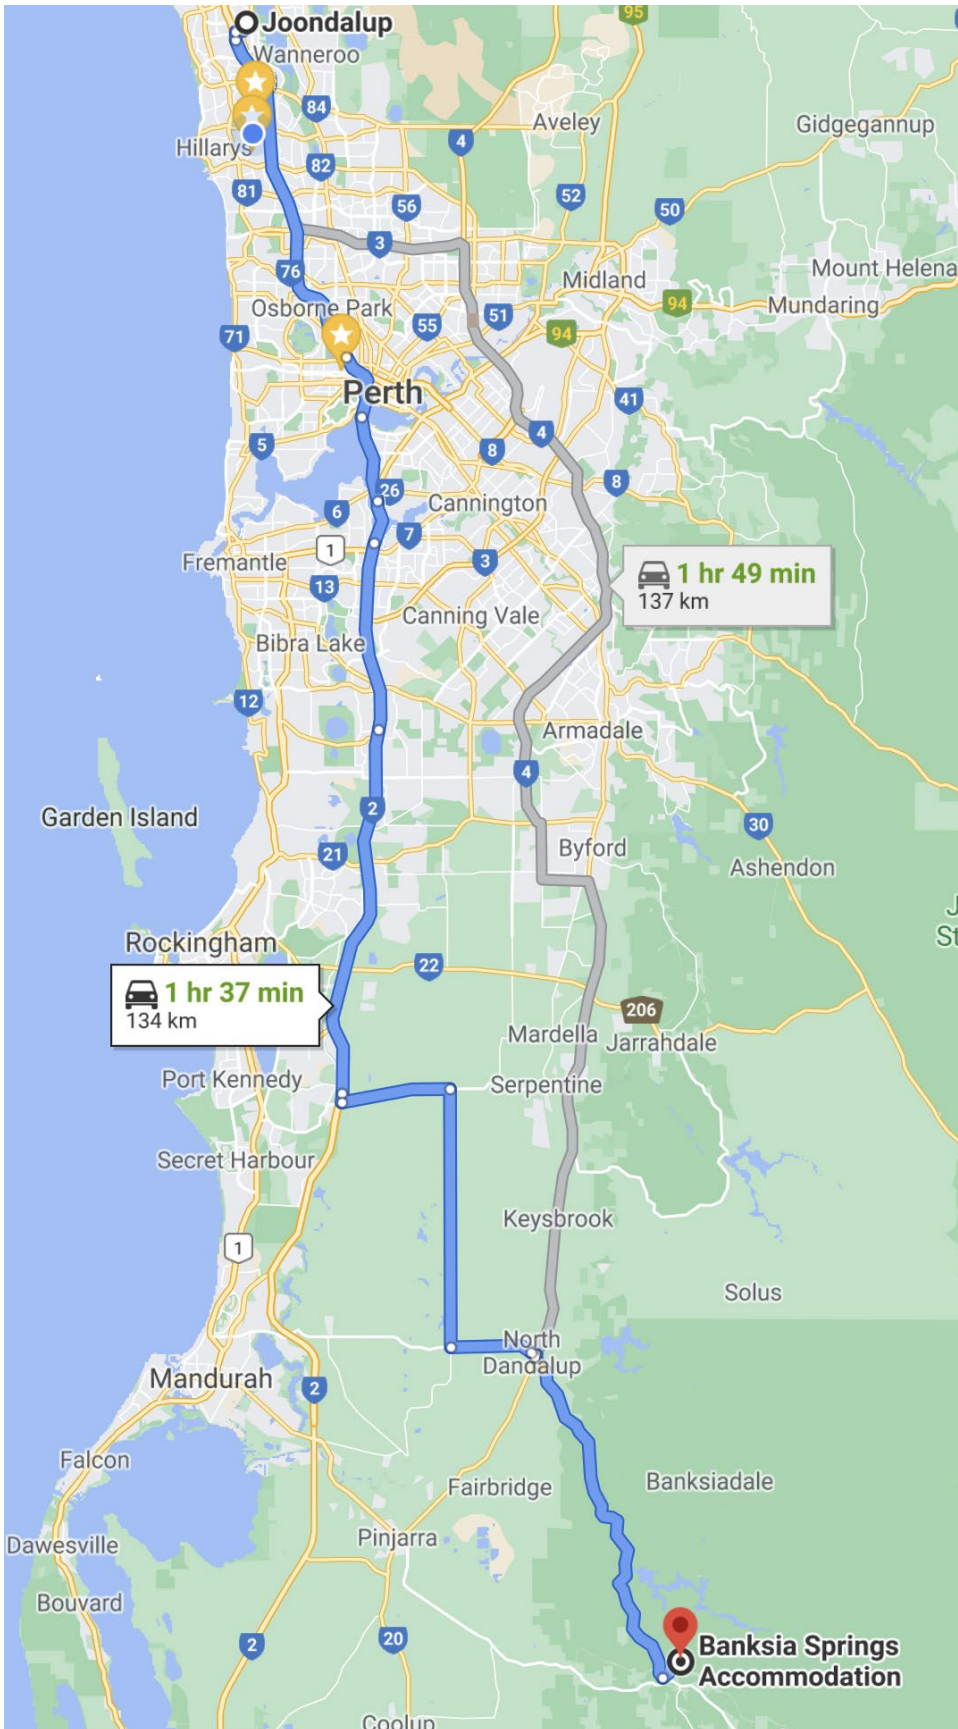 95
Joondalup
Wanneroo
84
Aveley
Gidgegannup
4
Hillarys
82
81
52
56
50
3
76
Midland
Mount Helena
Mundaring
94
Osborne Park
55
51
71
94
Perth
41
4
5
8
8
26
Cannington
6
7
1
Fremantle
3
1 hr 49 min
137 km
13
Canning Vale
Bibra Lake
12
Armadale
4
2
Garden Island
30
21
Byford
Ashendon
J
St
Rockingham
22
1 hr 37 min
134 km
206
Mardella
Jarrahdale
Port Kennedy
Serpentine
Secret Harbour
Keysbrook
1
Solus
North
Dandalup
Mandurah
2
Falcon
Banksiadale
Fairbridge
Pinjarra
Dawesville
Bouvard
2
20
Banksia Springs
Accommodation
Coolup